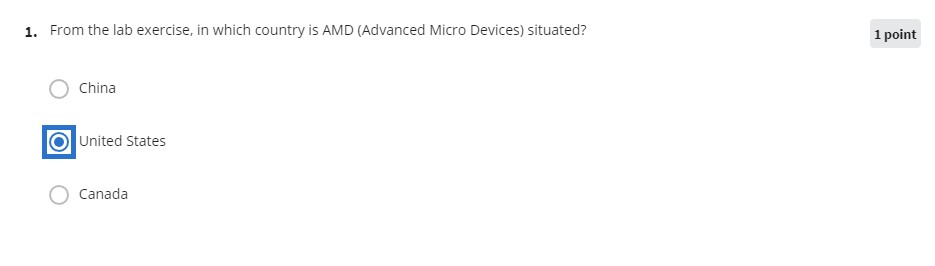 1. From the lab exercise, in which country is AMD (Advanced Micro Devices) situated?
1 point
China
United States
Canada